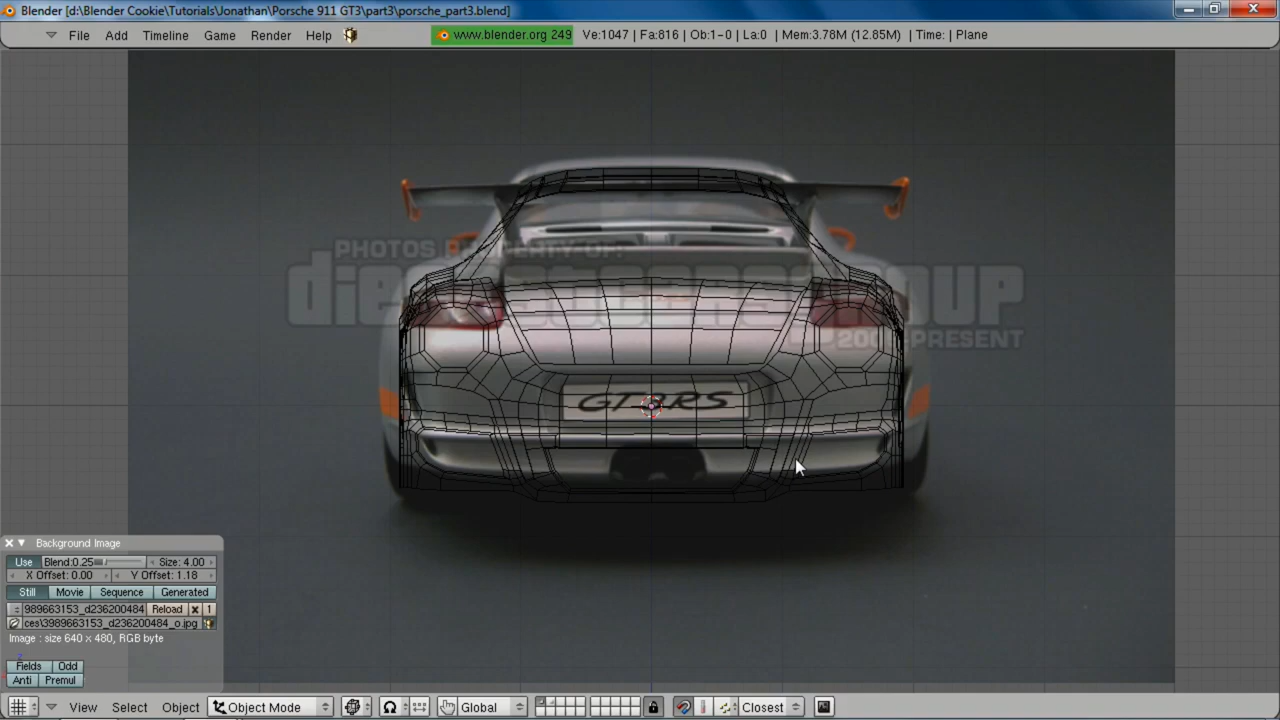 Blender [d:\Blender Cookie\Tutorials\Jonathan\Porsche 911 GT3\part3\porsche_part3.blend]
File Add Timeline Game Render Help www.blender.org 249 Ve:1047 | Fa:816 | Ob:1-0 | La:0 | Mem:3.78M (12.85M) | Time: | Plane
PHOTOS PROPERTY OF:
PRESENT
GT3RS
Background Image
Use Blend:0.25 Size: 4.00
X Offset: 0.00 Y Offset: 1.18
Still Movie Sequence Generated
989663153_d236200484 Reload 1
ces\3989663153_d236200484_o.jpg
Image : size 640 x 480, RGB byte
z
Fields Odd
Anti Premul
View Select Object Object Mode Global Closest